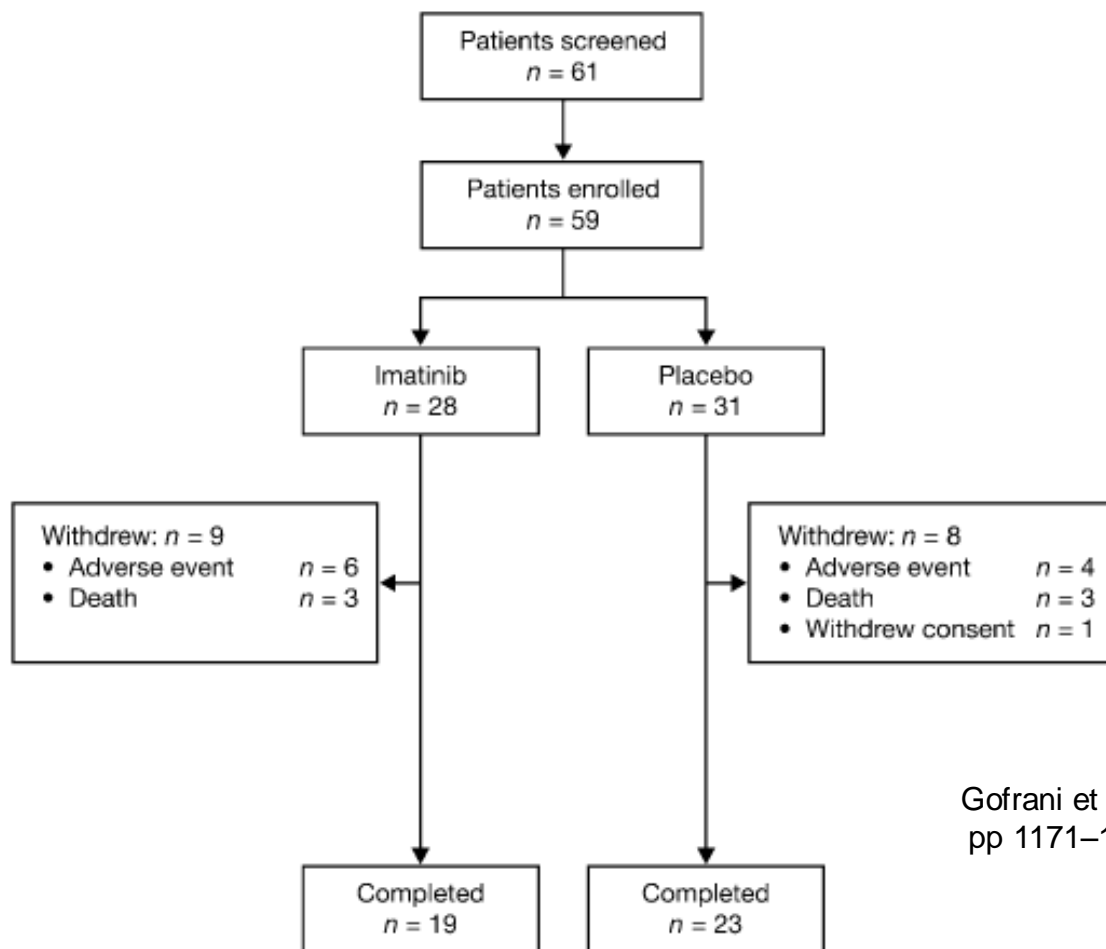 Patients screened
n = 61
Patients enrolled
n = 59
Imatinib
n = 28
Placebo
n = 31
Withdrew: n = 9
• Adverse event n = 6
• Death n = 3
Withdrew: n = 8
• Adverse event n = 4
• Death n = 3
• Withdrew consent n = 1
Gofrani et
pp 1171–1
Completed
n = 19
Completed
n = 23